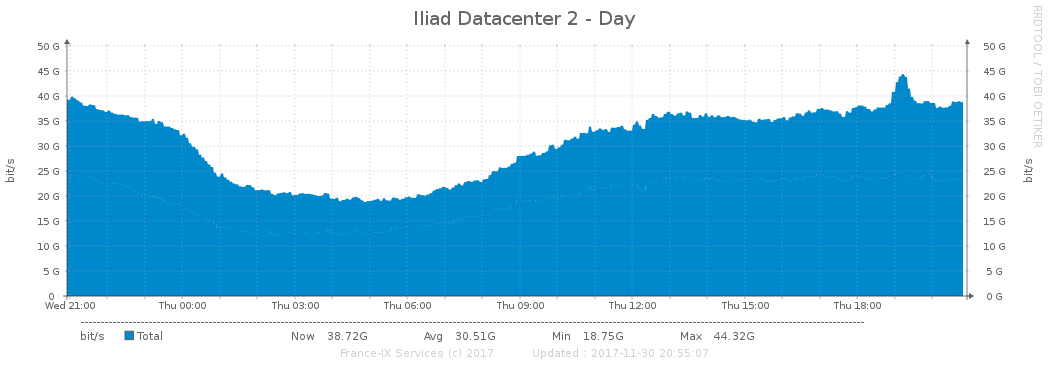 Iliad Datacenter 2 - Day
RRDTOOL / TOBI OETIKER
bit/s
50 G
45 G
40 G
35 G
30 G
25 G
20 G
15 G
10 G
5 G
0
50 G
45 G
40 G
35 G
30 G
25 G
20 G
15 G
10 G
5 G
0 G
bit/s
Wed 21:00 Thu 00:00 Thu 03:00 Thu 06:00 Thu 09:00 Thu 12:00 Thu 15:00 Thu 18:00
bit/s Total Now 38.72G Avg 30.51G Min 18.75G Max 44.32G
France-IX Services (c) 2017 Updated : 2017-11-30 20:55:07